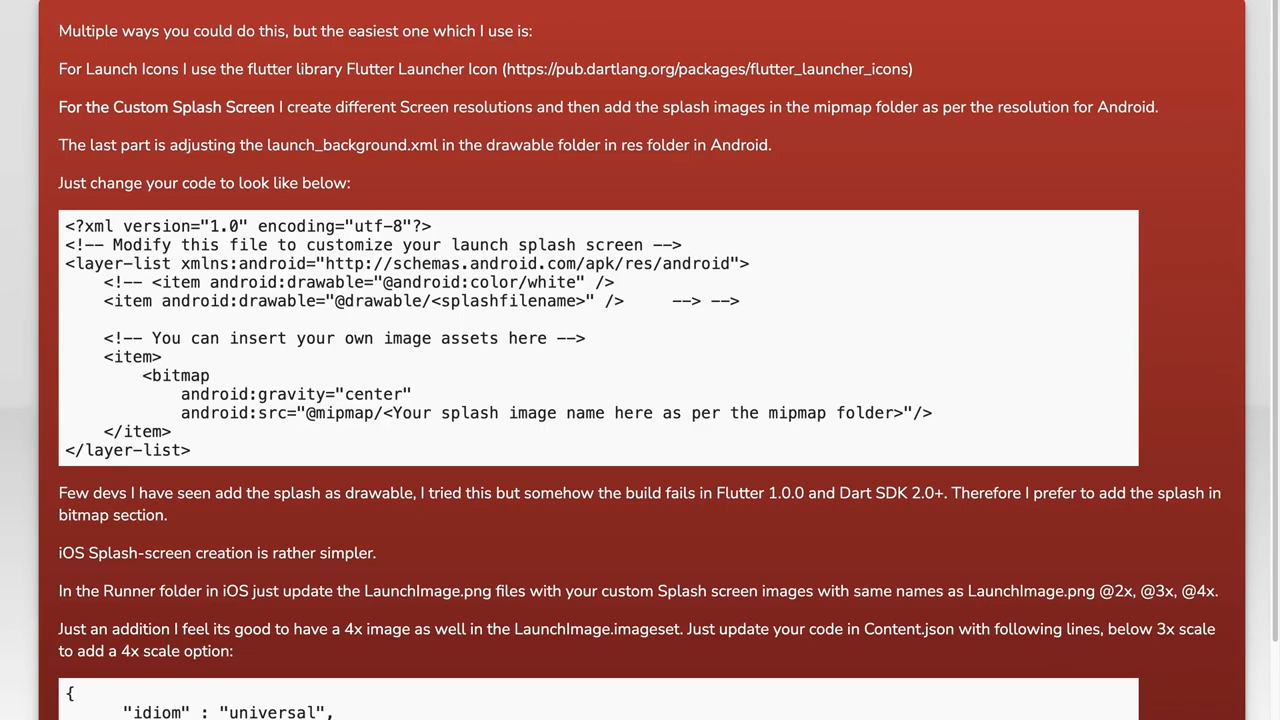 Multiple ways you could do this, but the easiest one which I use is:
For Launch Icons I use the flutter library Flutter Launcher Icon (https://pub.dartlang.org/packages/flutter_launcher_icons)
For the Custom Splash Screen I create different Screen resolutions and then add the splash images in the mipmap folder as per the resolution for Android.
The last part is adjusting the launch_background.xml in the drawable folder in res folder in Android.
Just change your code to look like below:
<?xml version="1.0" encoding="utf-8"?>
<!-- Modify this file to customize your launch splash screen -->
<layer-list xmlns:android="http://schemas.android.com/apk/res/android">
    <!-- <item android:drawable="@android:color/white" />
    <item android:drawable="@drawable/<splashfilename>" />     --> -->
    <!-- You can insert your own image assets here -->
    <item>
        <bitmap
            android:gravity="center"
            android:src="@mipmap/<Your splash image name here as per the mipmap folder>"/>
    </item>
</layer-list>
Few devs I have seen add the splash as drawable, I tried this but somehow the build fails in Flutter 1.0.0 and Dart SDK 2.0+. Therefore I prefer to add the splash in
bitmap section.
iOS Splash-screen creation is rather simpler.
In the Runner folder in iOS just update the LaunchImage.png files with your custom Splash screen images with same names as LaunchImage.png @2x, @3x, @4x.
Just an addition I feel its good to have a 4x image as well in the LaunchImage.imageset. Just update your code in Content.json with following lines, below 3x scale
to add a 4x scale option:
{
      "idiom" : "universal",